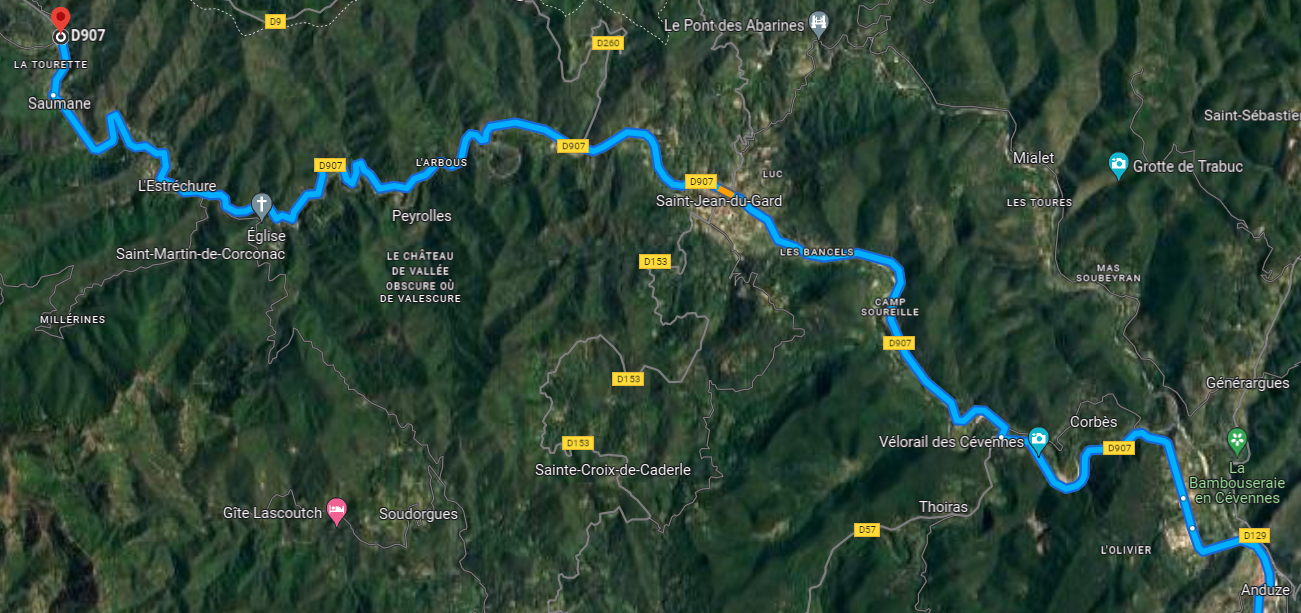 D9
Le Pont des Abarines
D907
D260
LA TOURETTE
Saumane
Saint-Sébastie
D907
Mialet
Grotte de Trabuc
D907
L'ARBOUS
LUC
D907
L'Estréchure
Saint-Jean-du-Gard
LES TOURES
Peyrolles
Église
Saint-Martin-de-Corconac
LES BANCELS
LE CHÂTEAU
DE VALLÉE
OBSCURE OÙ
DE VALESCURE
D153
MAS
SOUBEYRAN
CAMP
SOUREILLE
MILLÉRINES
D907
D153
Générargues
Corbès
D153
Vélorail des Cévennes
D907
Sainte-Croix-de-Caderle
La
Bambouseraie
en Cévennes
Gîte Lascoutch
Soudorgues
Thoiras
D57
D129
L'OLIVIER
Anduze